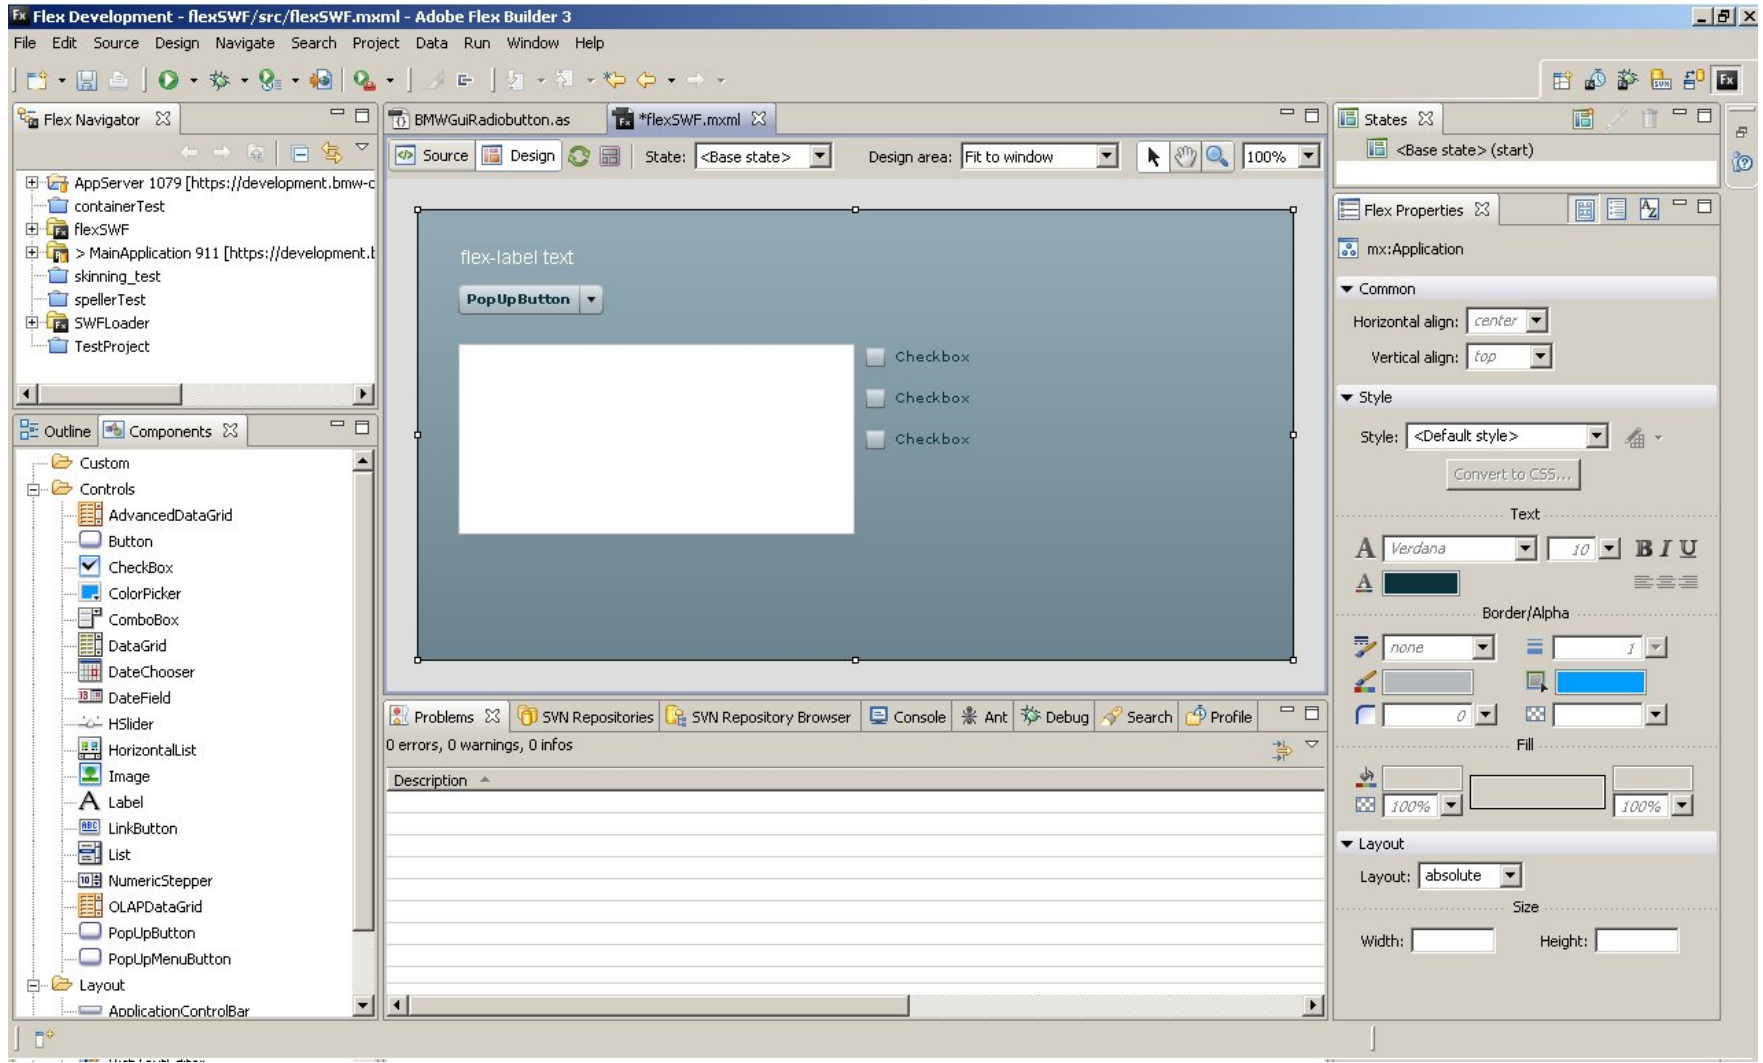 Flex Development - flexSWF/src/flexSWF.mxml - Adobe Flex Builder 3
File Edit Source Design Navigate Search Project Data Run Window Help
Flex Navigator
AppServer 1079 [https://development.bmw-c
containerTest
flexSWF
> MainApplication 911 [https://development.b
skinning_test
spellerTest
SWFLoader
TestProject
Outline Components
Custom
Controls
AdvancedDataGrid
Button
CheckBox
ColorPicker
ComboBox
DataGrid
DateChooser
DateField
HSlider
HorizontalList
Image
Label
LinkButton
List
NumericStepper
OLAPDataGrid
PopUpButton
PopUpMenuButton
Layout
ApplicationControlBar
BMWGuiRadiobutton.as *flexSWF.mxml
Source Design State: <Base state> Design area: Fit to window 100%
flex-label text
PopUpButton
Checkbox
Checkbox
Checkbox
Problems SVN Repositories SVN Repository Browser Console Ant Debug Search Profile
0 errors, 0 warnings, 0 infos
Description
States
<Base state> (start)
Flex Properties
mx:Application
Common
Horizontal align: center
Vertical align: top
Style
Style: <Default style>
Convert to CSS...
Text
Verdana 10 B I U
Border/Alpha
none 1
0
Fill
100% 100%
Layout
Layout: absolute
Size
Width: Height: